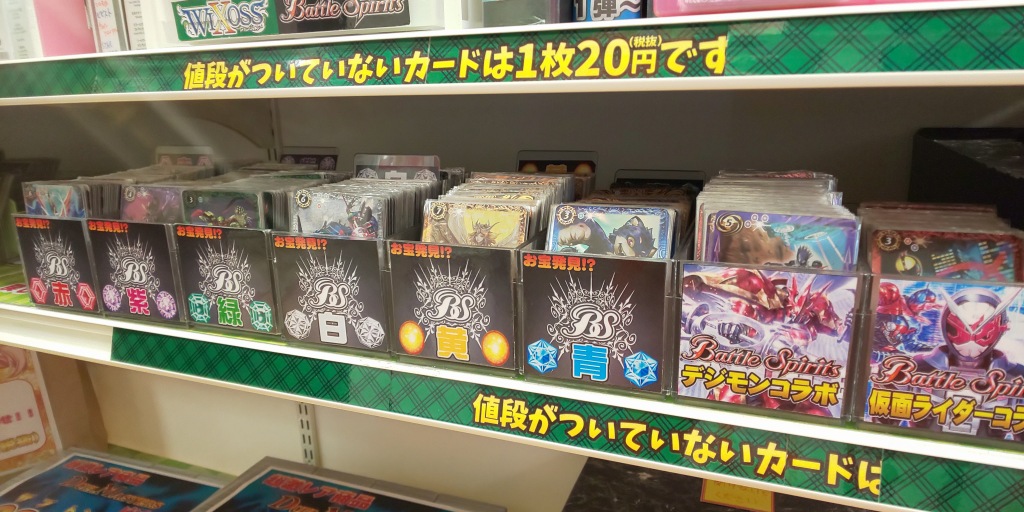 WIXOSS
Battle Spirits
値段がついていないカードは1枚20円(税抜)です
お宝発見!?
BS
赤
お宝発見!?
BS
紫
お宝発見!?
BS
緑
お宝発見!?
BS
白
お宝発見!?
BS
黄
お宝発見!?
BS
青
Battle Spirits
デジモンコラボ
Battle Spi
仮面ライダーコラ
値段がついていないカードは